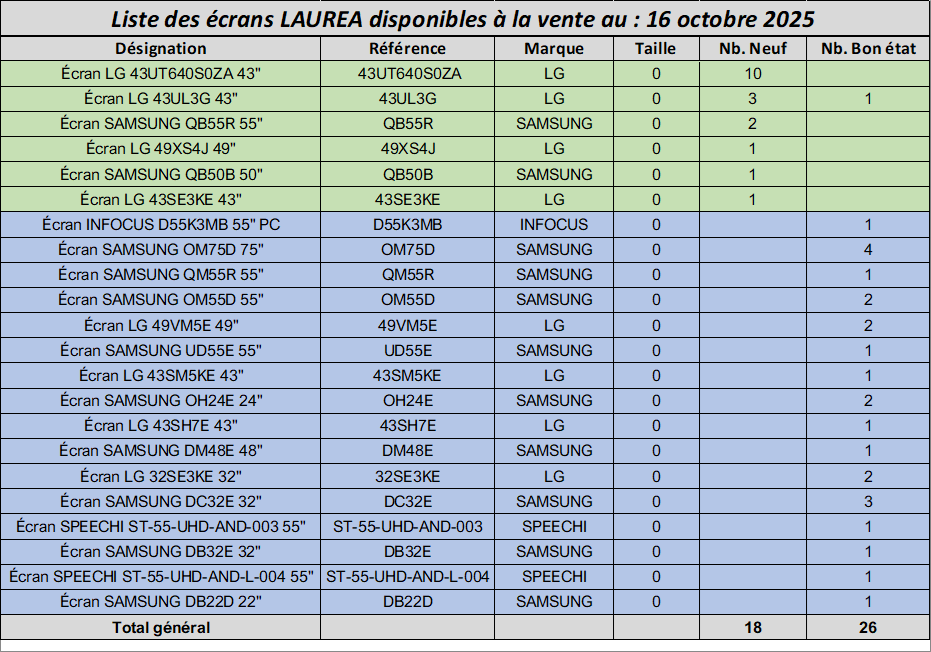 Liste des écrans LAUREA disponibles à la vente au : 16 octobre 2025
Désignation Référence Marque Taille Nb. Neuf Nb. Bon état
Écran LG 43UT640S0ZA 43" 43UT640S0ZA LG 0 10
Écran LG 43UL3G 43" 43UL3G LG 0 3 1
Écran SAMSUNG QB55R 55" QB55R SAMSUNG 0 2
Écran LG 49XS4J 49" 49XS4J LG 0 1
Écran SAMSUNG QB50B 50" QB50B SAMSUNG 0 1
Écran LG 43SE3KE 43" 43SE3KE LG 0 1
Écran INFOCUS D55K3MB 55" PC D55K3MB INFOCUS 0 1
Écran SAMSUNG OM75D 75" OM75D SAMSUNG 0 4
Écran SAMSUNG QM55R 55" QM55R SAMSUNG 0 1
Écran SAMSUNG OM55D 55" OM55D SAMSUNG 0 2
Écran LG 49VM5E 49" 49VM5E LG 0 2
Écran SAMSUNG UD55E 55" UD55E SAMSUNG 0 1
Écran LG 43SM5KE 43" 43SM5KE LG 0 1
Écran SAMSUNG OH24E 24" OH24E SAMSUNG 0 2
Écran LG 43SH7E 43" 43SH7E LG 0 1
Écran SAMSUNG DM48E 48" DM48E SAMSUNG 0 1
Écran LG 32SE3KE 32" 32SE3KE LG 0 2
Écran SAMSUNG DC32E 32" DC32E SAMSUNG 0 3
Écran SPEECHI ST-55-UHD-AND-003 55" ST-55-UHD-AND-003 SPEECHI 0 1
Écran SAMSUNG DB32E 32" DB32E SAMSUNG 0 1
Écran SPEECHI ST-55-UHD-AND-L-004 55" ST-55-UHD-AND-L-004 SPEECHI 0 1
Écran SAMSUNG DB22D 22" DB22D SAMSUNG 0 1
Total général 18 26